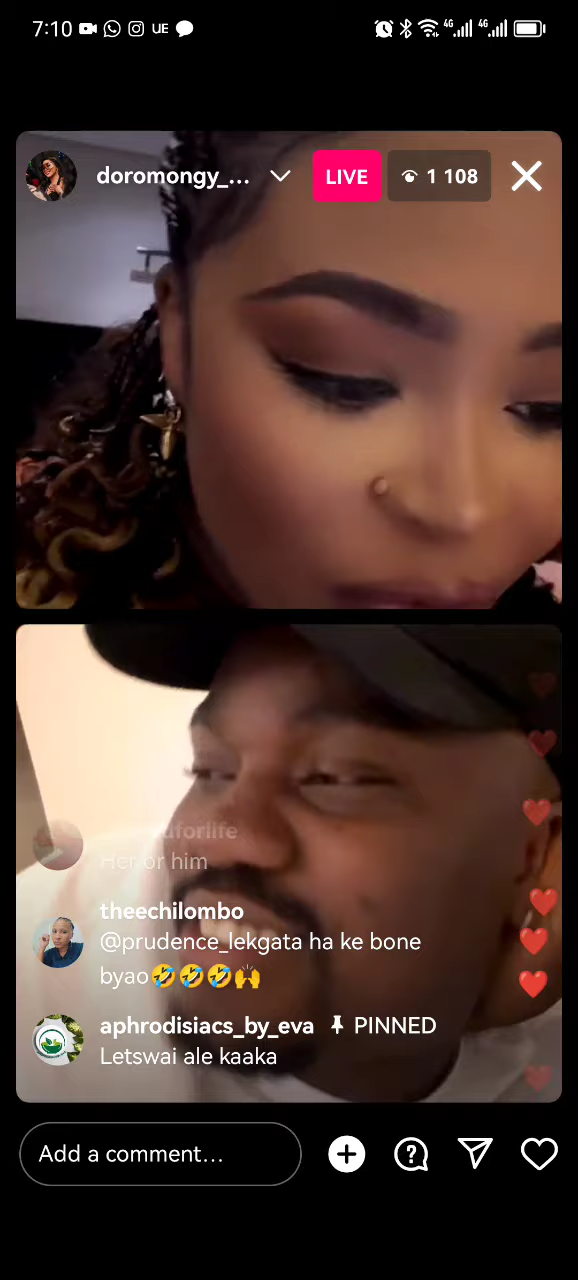 7:10 UE 4G 4G
doromongy_... LIVE 1 108
dforlife
Her or him
theechilombo
@prudence_lekgata ha ke bone
byao🤣🤣🤣🙌
aphrodisiacs_by_eva PINNED
Letswai ale kaaka
Add a comment...